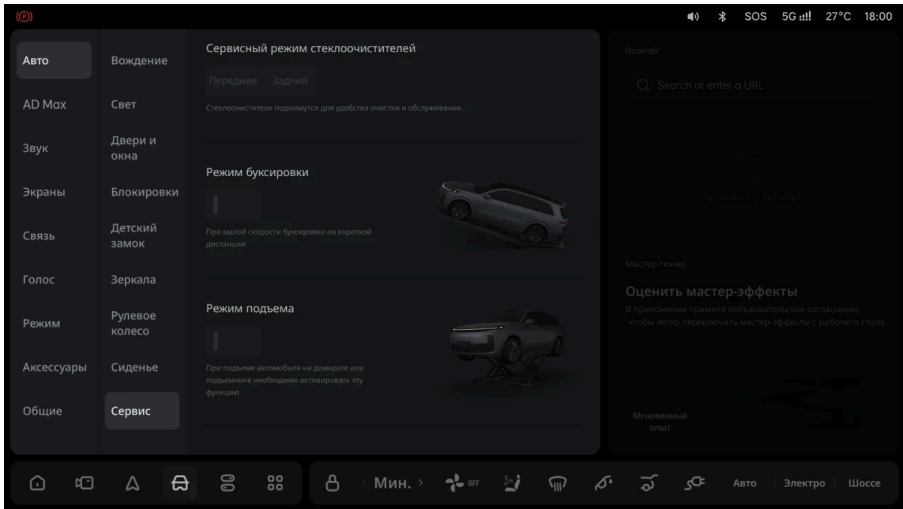 (P)
SOS 5G 27°C 18:00
Авто
AD Max
Звук
Экраны
Связь
Голос
Режим
Аксессуары
Общие
Вождение
Свет
Двери и
окна
Блокировки
Детский
замок
Зеркала
Рулевое
колесо
Сиденье
Сервис
Сервисный режим стеклоочистителей
Передние Задний
Стеклоочистители поднимутся для удобства очистки и обслуживания.
Режим буксировки
При малой скорости буксировки на короткой
дистанции
Режим подъема
При подъеме автомобиля на домкрате или
подъемнике необходимо активировать эту
функцию
Browser
Search or enter a URL
Мастер-тюнер
Оценить мастер-эффекты
В приложении примите пользовательское соглашение,
чтобы легко переключать мастер-эффекты с рабочего стола.
Мгновенный
опыт
< Мин. > OFF Авто Электро Шоссе